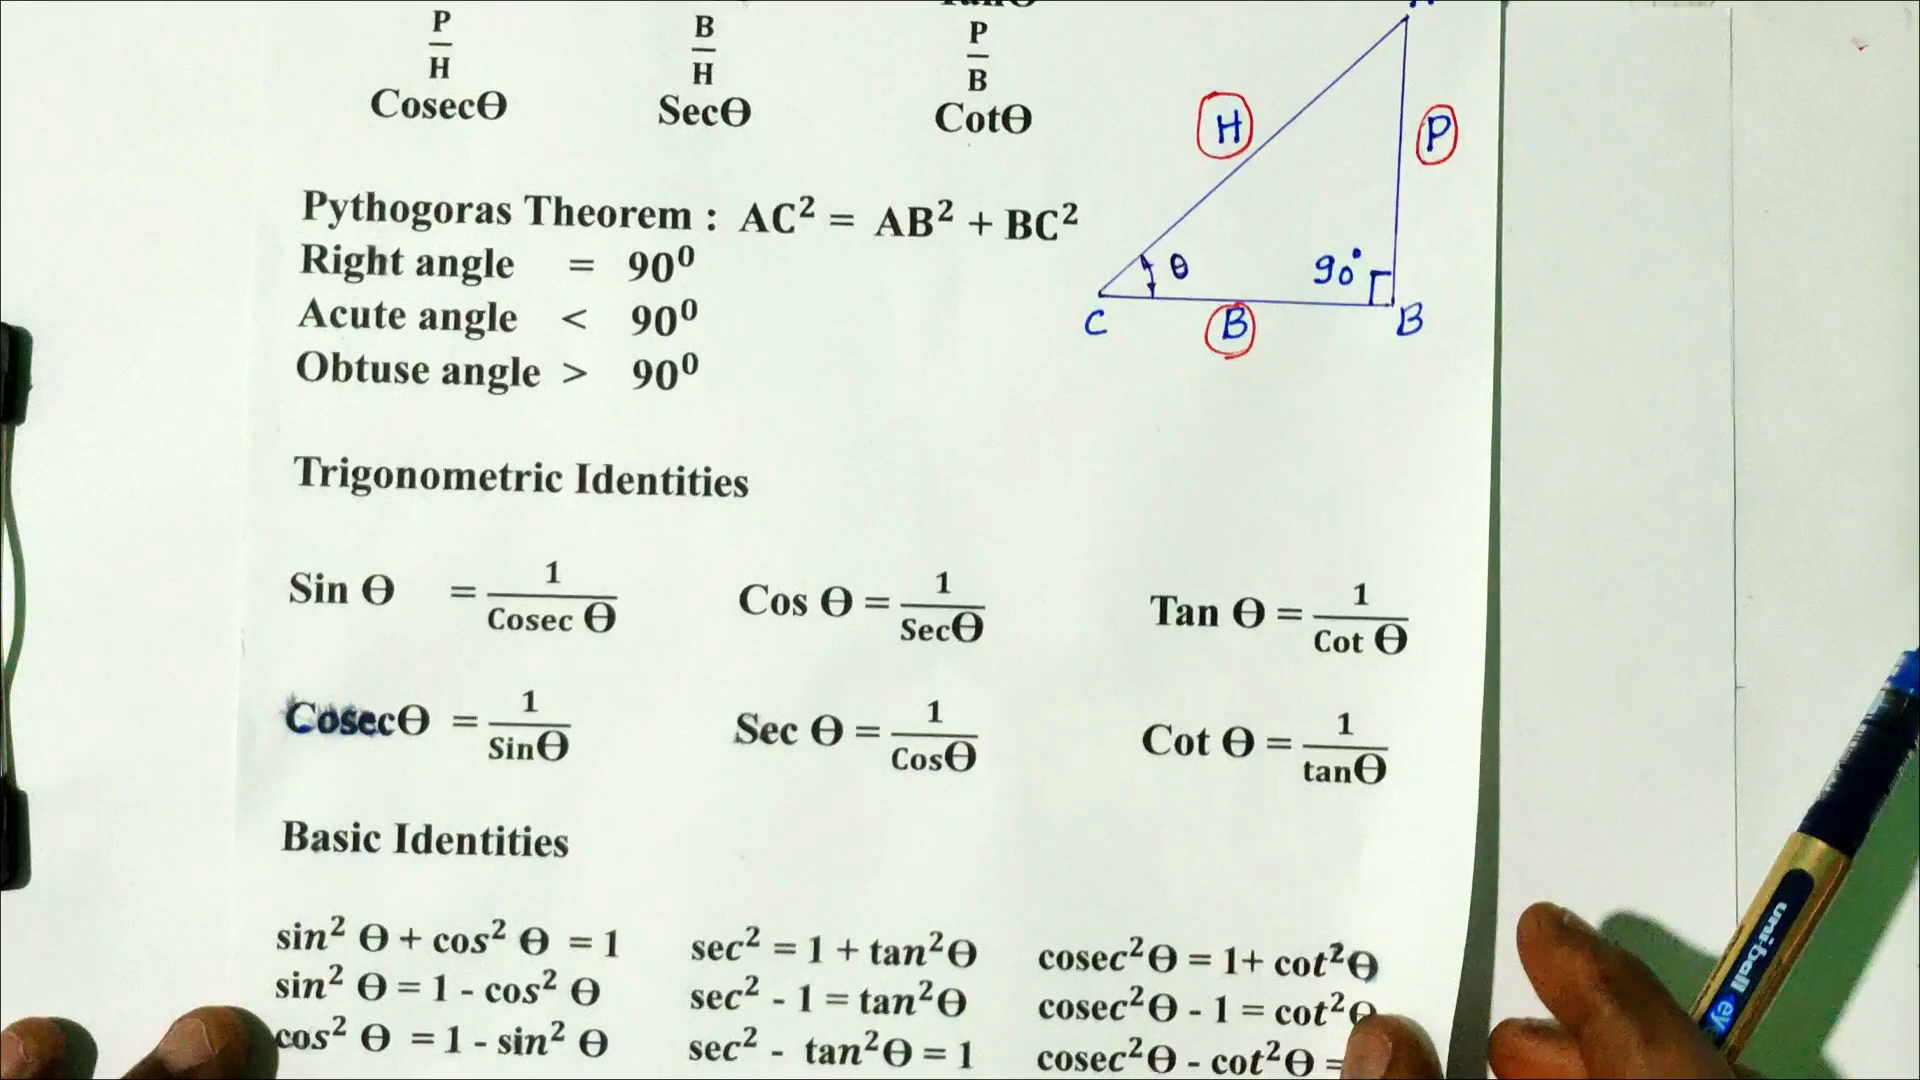 P/H B/H P/B
CosecΘ SecΘ CotΘ
H P
Pythogoras Theorem : AC² = AB² + BC²
Right angle = 90⁰
θ 90°
Acute angle < 90⁰
C B B
Obtuse angle > 90⁰
Trigonometric Identities
Sin Θ = 1/Cosec Θ Cos Θ = 1/SecΘ Tan Θ = 1/Cot Θ
CosecΘ = 1/SinΘ Sec Θ = 1/CosΘ Cot Θ = 1/tanΘ
Basic Identities
sin² Θ + cos² Θ = 1 sec² = 1 + tan²Θ cosec²Θ = 1+ cot²Θ
sin² Θ = 1 - cos² Θ sec² - 1 = tan²Θ cosec²Θ - 1 = cot²Θ
cos² Θ = 1 - sin² Θ sec² - tan²Θ = 1 cosec²Θ - cot²Θ =
uni-ball ey